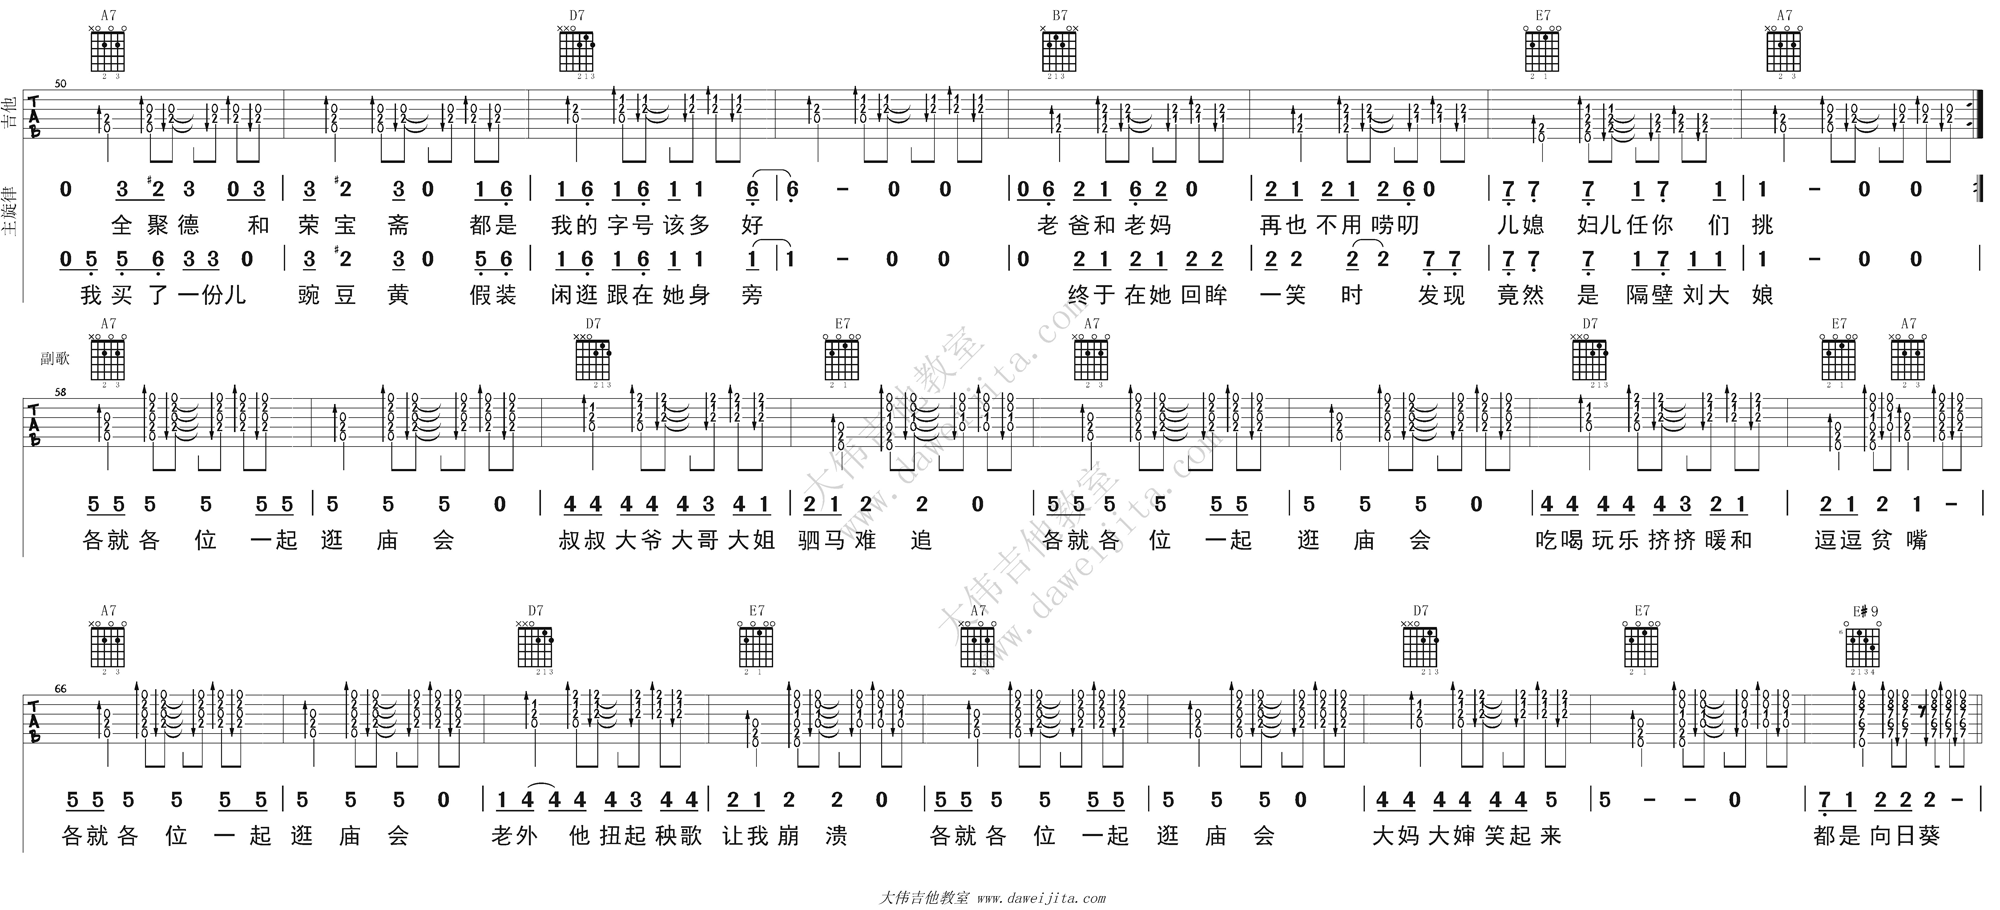 A7 D7 B7 E7 A7
吉他 50
主旋律 0 3 #2 3 0 3 | 3 #2 3 0 1 6 | 1 6 1 6 1 6 1 1 6 | 6 - 0 0 | 0 6 2 1 6 2 0 | 2 1 2 1 2 6 0 | 7 7 7 1 7 1 | 1 - 0 0
全聚德 和 荣宝斋 都是 我的字号该多 好 老爸和老妈 再也不用唠叨 儿媳 妇儿任你 们 挑
0 5 5 6 3 3 0 | 3 #2 3 0 5 6 | 1 6 1 6 1 6 1 1 1 | 1 - 0 0 | 0 2 1 2 1 2 2 | 2 2 2 2 7 7 | 7 7 7 1 7 1 1 | 1 - 0 0 |
我买了一份儿 豌豆黄 假装 闲逛跟在她身 旁 终于在她回眸 一笑 时 发现 竟然 是 隔壁刘大 娘
A7 D7 E7 A7 D7 E7 A7
副歌
58
5 5 5 5 5 5 | 5 5 5 0 | 4 4 4 4 4 3 4 1 | 2 1 2 2 0 | 5 5 5 5 5 5 | 5 5 5 0 | 4 4 4 4 4 3 2 1 | 2 1 2 1 - |
各就各 位 一起 逛 庙 会 叔叔大爷大哥大姐 驷马难 追 各就各 位 一起 逛 庙 会 吃喝玩乐挤挤暖和 逗逗贫嘴
A7 D7 E7 A7 D7 E7 E#9
66
5 5 5 5 5 5 | 5 5 5 0 | 1 4 4 4 4 3 4 4 | 2 1 2 2 0 | 5 5 5 5 5 5 | 5 5 5 0 | 4 4 4 4 4 4 5 | 5 - - 0 | 7 1 2 2 2 - |
各就各 位 一起 逛 庙 会 老外 他扭起秧歌 让我崩 溃 各就各 位 一起 逛 庙 会 大妈大婶笑起来 都是向日葵
大伟吉他教室
www.daweijita.com
大伟吉他教室
www.daweijita.com
大伟吉他教室 www.daweijita.com